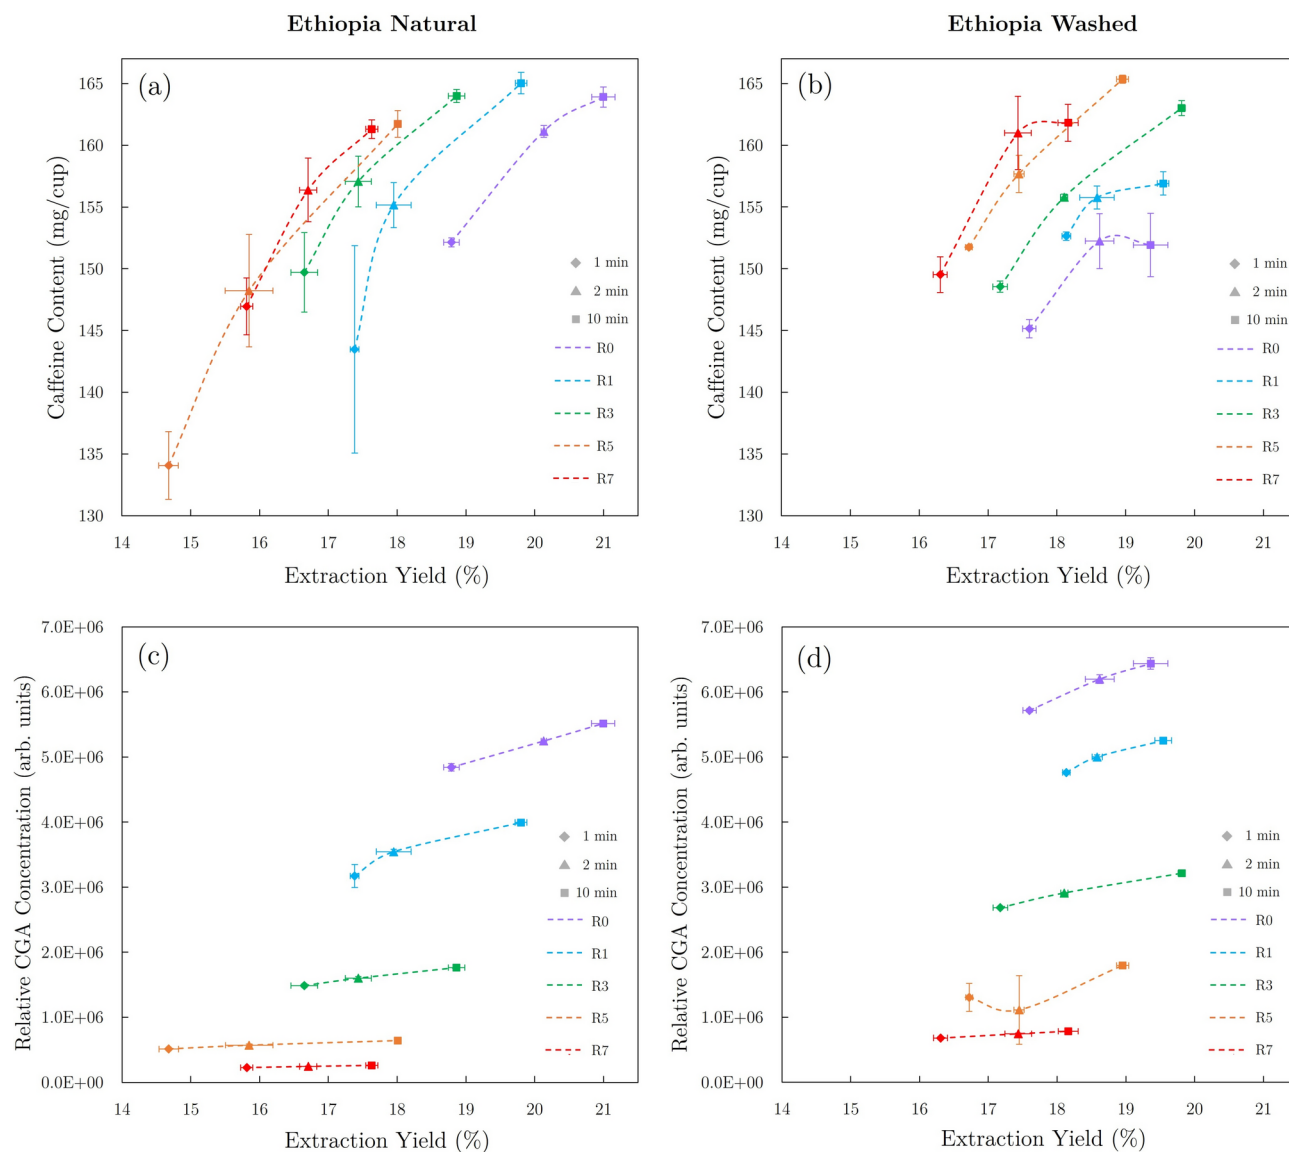 Ethiopia Natural
Ethiopia Washed
(a)
165
160
155
150
145
140
135
130
Caffeine Content (mg/cup)
1 min
2 min
10 min
R0
R1
R3
R5
R7
14 15 16 17 18 19 20 21
Extraction Yield (%)
(b)
165
160
155
150
145
140
135
130
Caffeine Content (mg/cup)
1 min
2 min
10 min
R0
R1
R3
R5
R7
14 15 16 17 18 19 20 21
Extraction Yield (%)
(c)
7.0E+06
6.0E+06
5.0E+06
4.0E+06
3.0E+06
2.0E+06
1.0E+06
0.0E+00
Relative CGA Concentration (arb. units)
1 min
2 min
10 min
R0
R1
R3
R5
R7
14 15 16 17 18 19 20 21
Extraction Yield (%)
(d)
7.0E+06
6.0E+06
5.0E+06
4.0E+06
3.0E+06
2.0E+06
1.0E+06
0.0E+00
Relative CGA Concentration (arb. units)
1 min
2 min
10 min
R0
R1
R3
R5
R7
14 15 16 17 18 19 20 21
Extraction Yield (%)